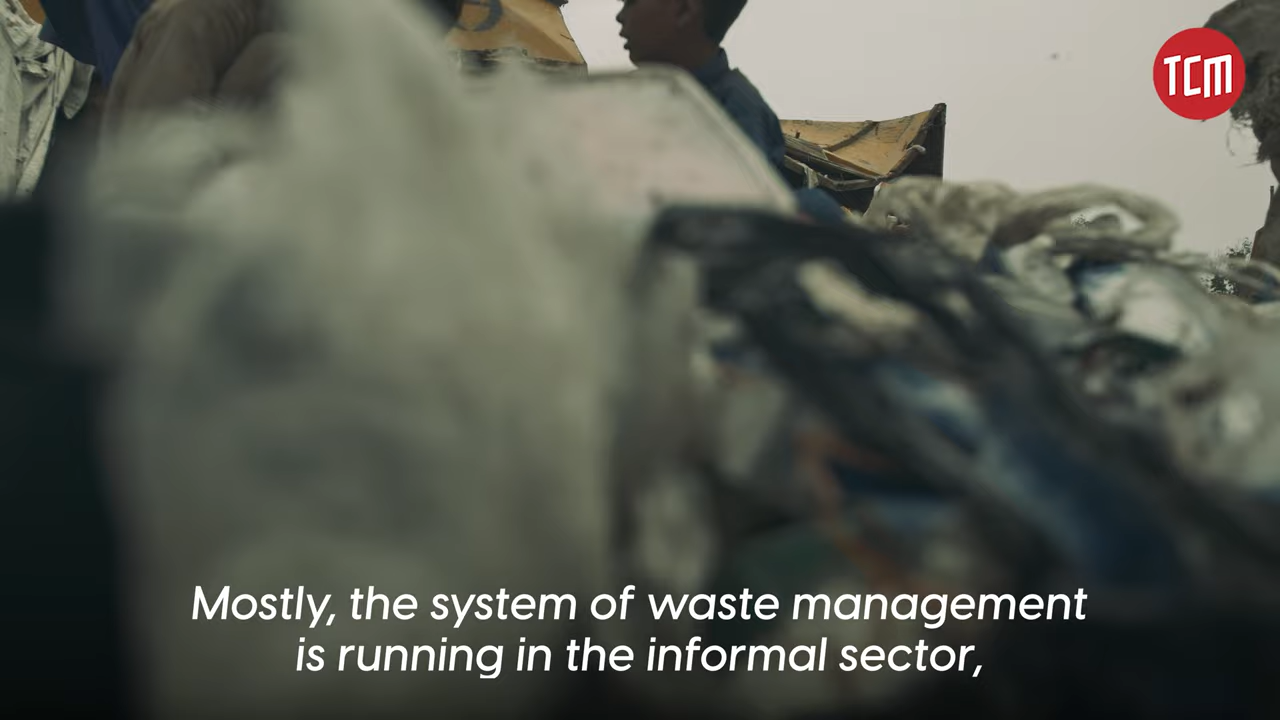 TCM
Mostly, the system of waste management
is running in the informal sector,